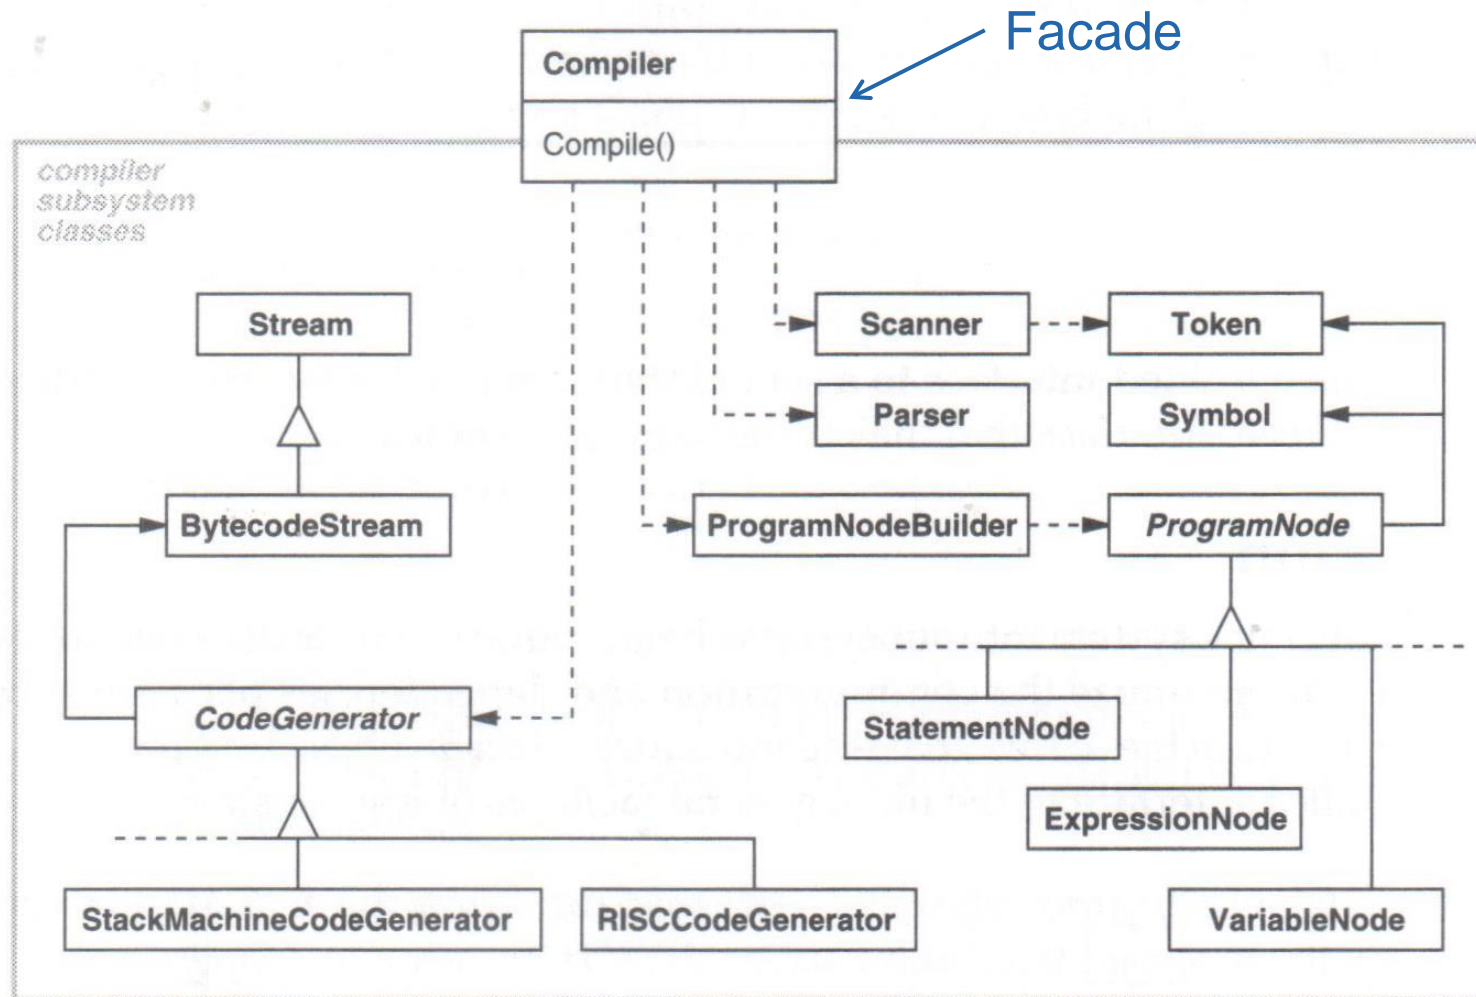 Facade
Compiler
Compile()
compiler
subsystem
classes
Stream
Scanner
Token
Parser
Symbol
BytecodeStream
ProgramNodeBuilder
ProgramNode
CodeGenerator
StatementNode
ExpressionNode
StackMachineCodeGenerator
RISCCodeGenerator
VariableNode